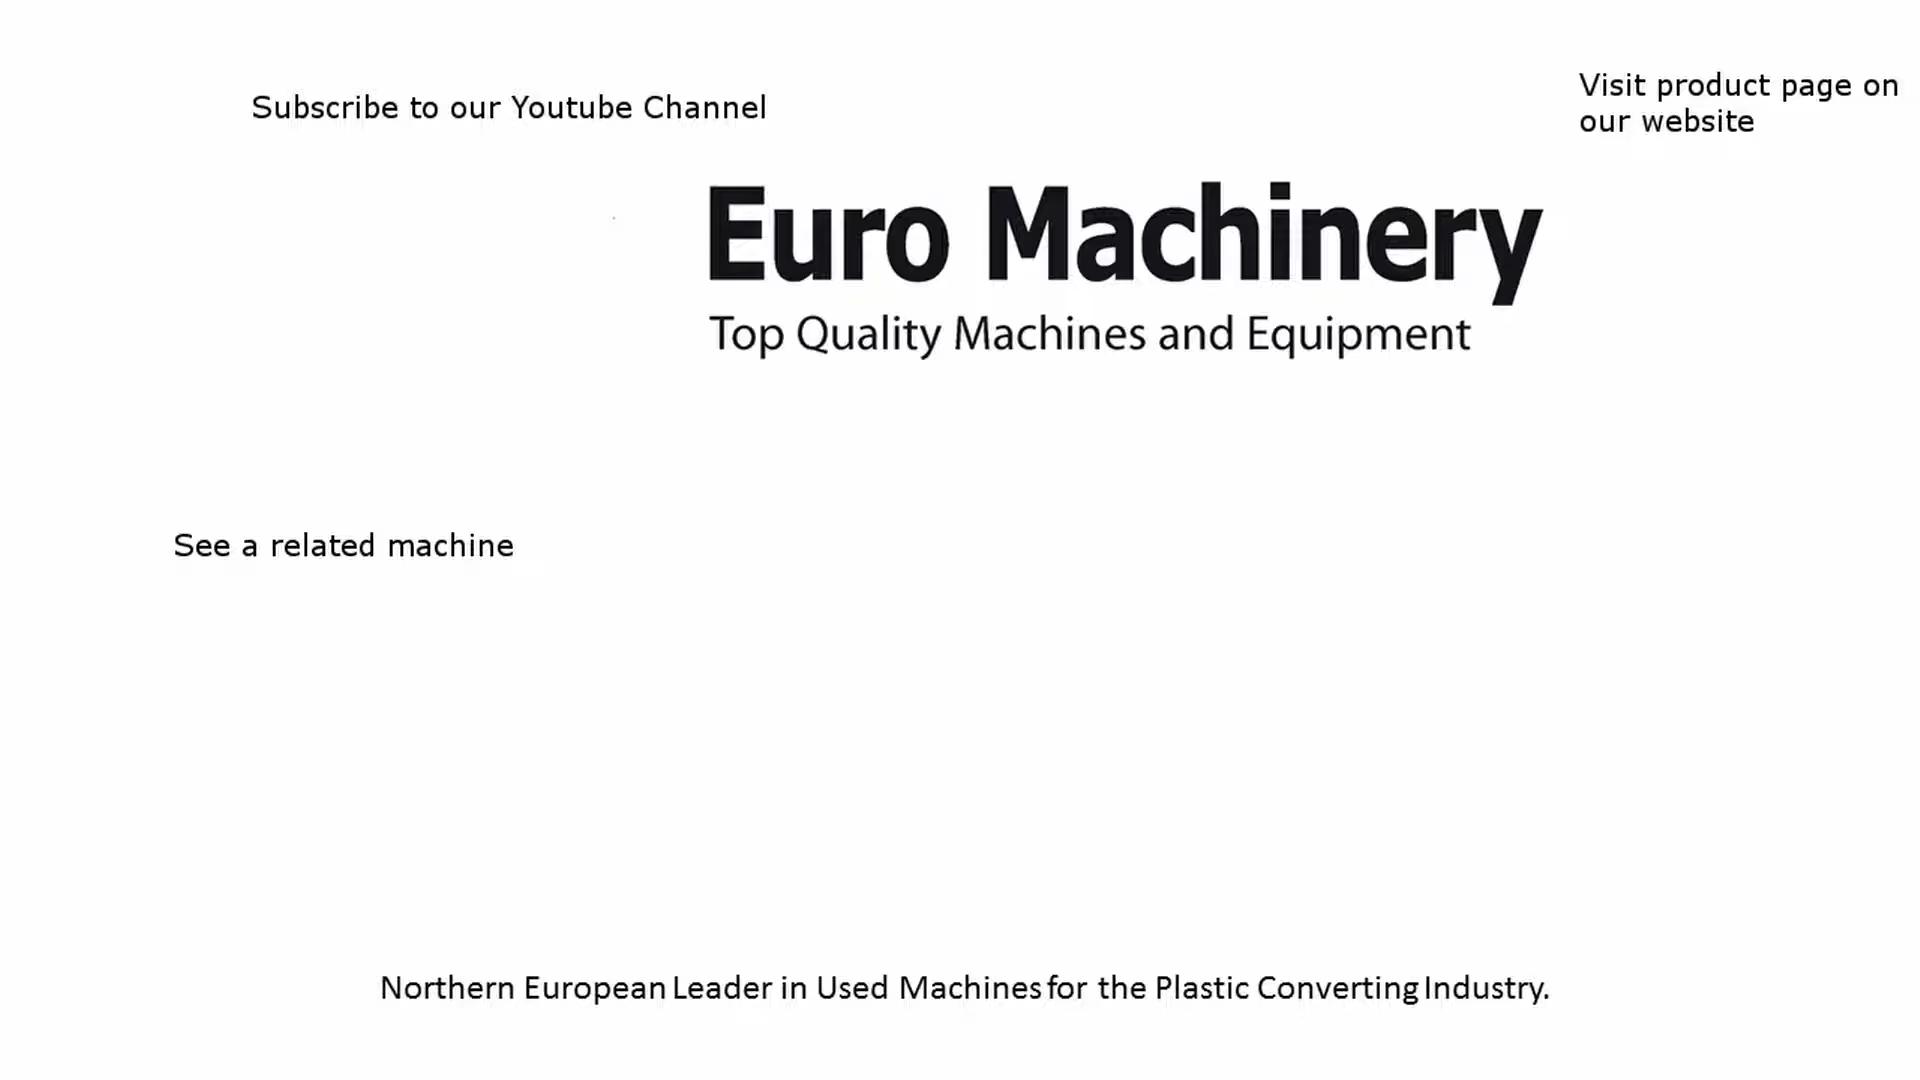 Subscribe to our Youtube Channel
Visit product page on
our website
Euro Machinery
Top Quality Machines and Equipment
See a related machine
Northern European Leader in Used Machines for the Plastic Converting Industry.